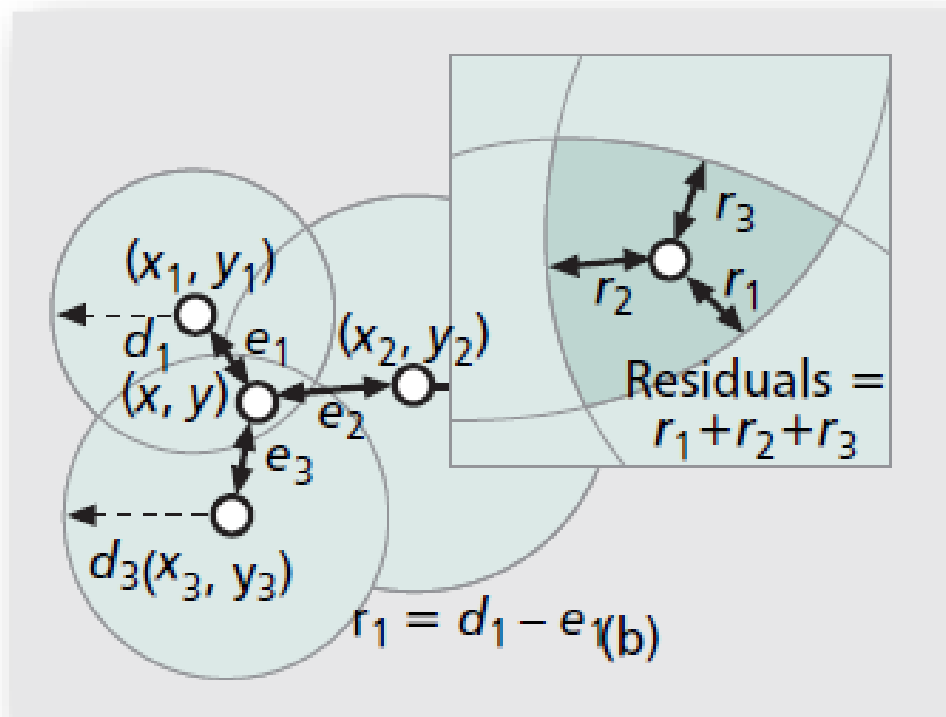 (x₁, y₁)
d₁
e₁
(x₂, y₂)
(x, y)
e₂
e₃
d₃(x₃, y₃)
r₁ = d₁ – e₁(b)
r₃
r₂
r₁
Residuals =
r₁+r₂+r₃